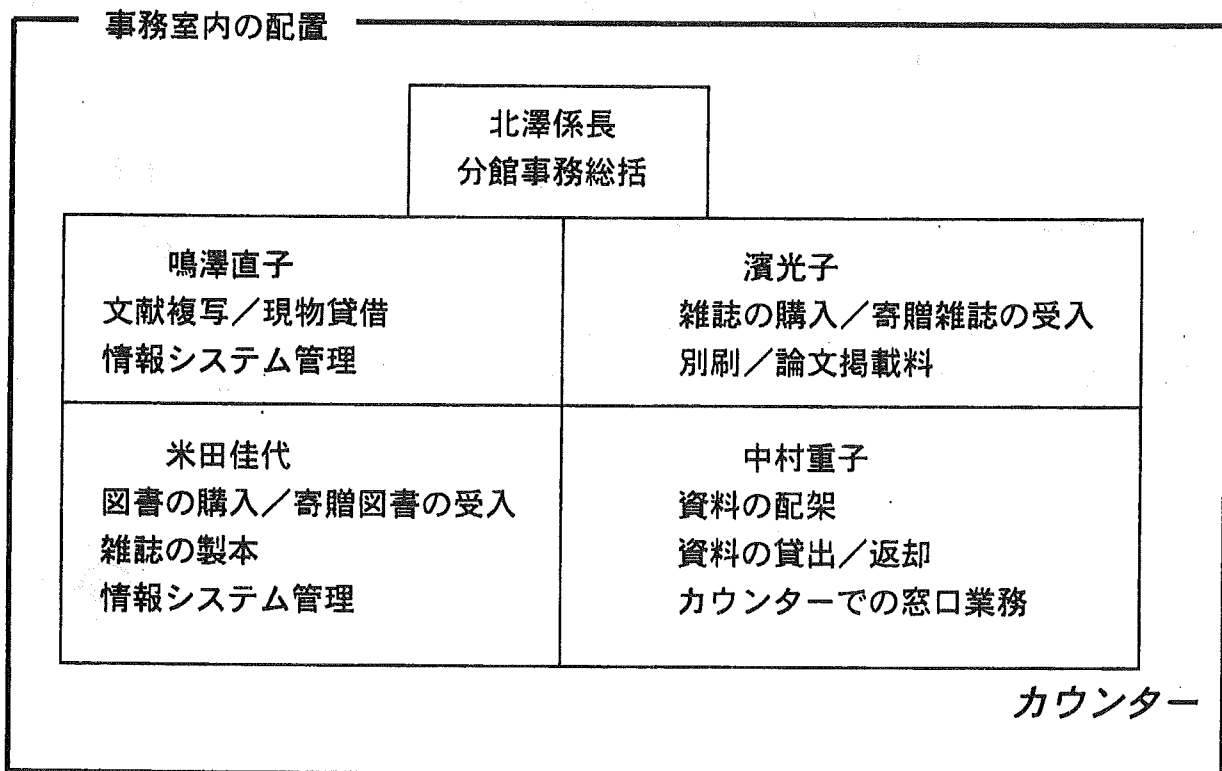 事務室内の配置
北澤係長
分館事務総括
鳴澤直子
文献複写／現物貸借
情報システム管理
濱光子
雑誌の購入／寄贈雑誌の受入
別刷／論文掲載料
米田佳代
図書の購入／寄贈図書の受入
雑誌の製本
情報システム管理
中村重子
資料の配架
資料の貸出／返却
カウンターでの窓口業務
カウンター